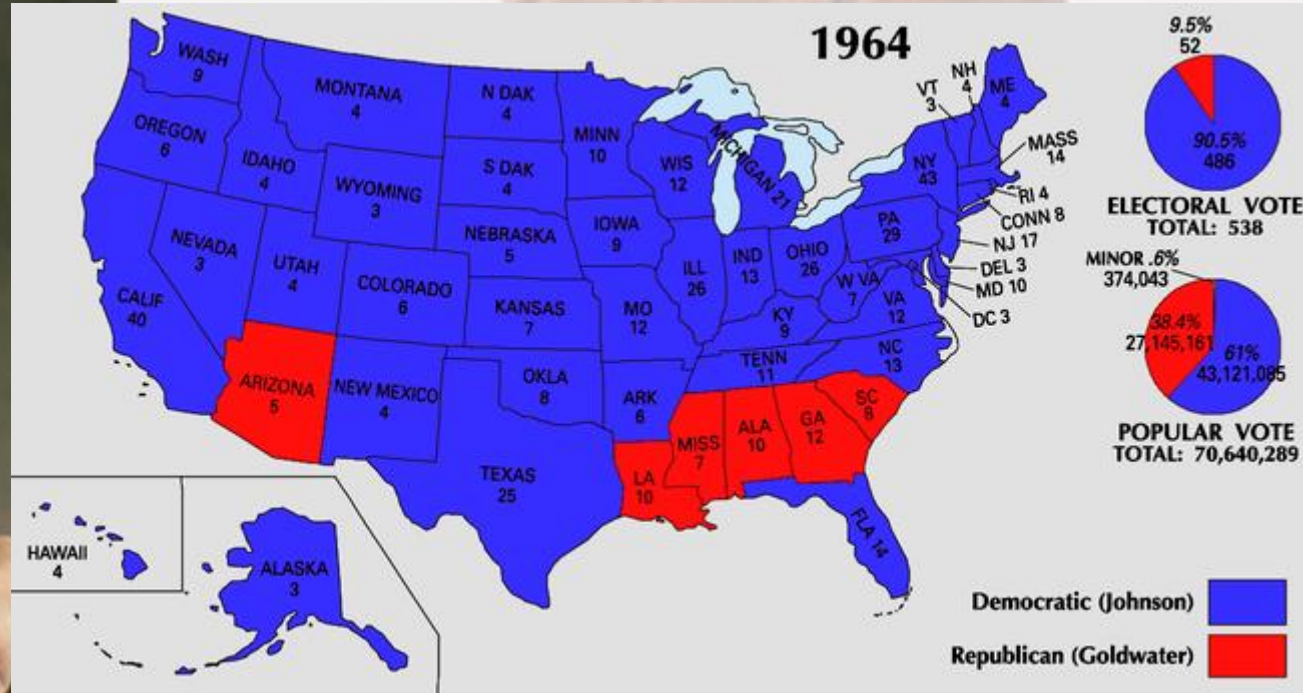 1964
WASH
9
OREGON
6
CALIF
40
NEVADA
3
IDAHO
4
MONTANA
4
WYOMING
3
UTAH
4
COLORADO
6
ARIZONA
5
NEW MEXICO
4
N DAK
4
S DAK
4
NEBRASKA
5
KANSAS
7
OKLA
8
TEXAS
25
MINN
10
IOWA
9
MO
12
ARK
6
LA
10
WIS
12
ILL
26
MICHIGAN 21
IND
13
OHIO
26
KY
9
TENN
11
MISS
7
ALA
10
GA
12
SC
8
NC
13
VA
12
W VA
7
FLA 14
PA
29
NY
43
VT
3
NH
4
ME
4
MASS
14
RI 4
CONN 8
NJ 17
DEL 3
MD 10
DC 3
HAWAII
4
ALASKA
3
9.5%
52
90.5%
486
ELECTORAL VOTE
TOTAL: 538
MINOR .6%
374,043
38.4%
27,145,161
61%
43,121,085
POPULAR VOTE
TOTAL: 70,640,289
Democratic (Johnson)
Republican (Goldwater)